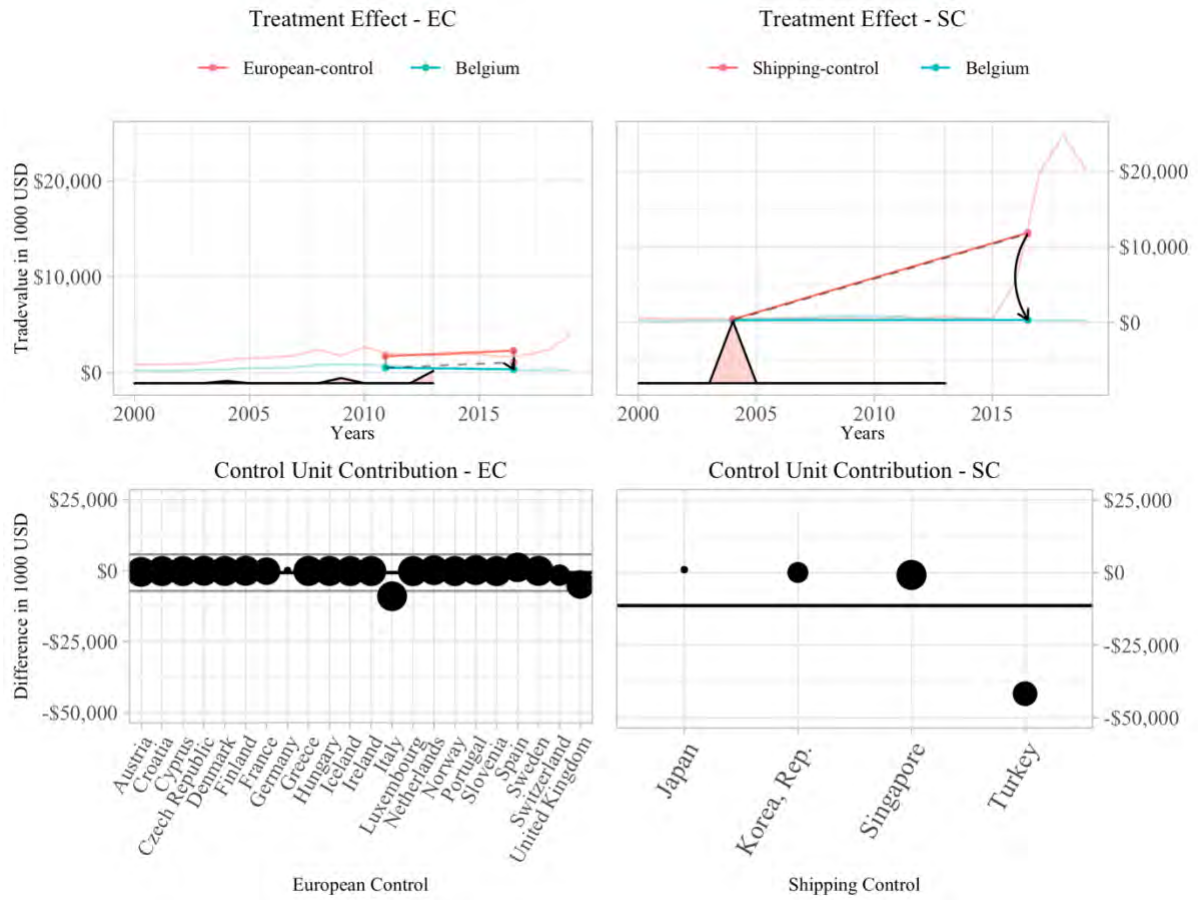 Treatment Effect - EC
Treatment Effect - SC
European-control
Belgium
Shipping-control
Belgium
Tradevalue in 1000 USD
$20,000
$10,000
$0
$20,000
$10,000
$0
2000
2005
2010
2015
Years
2000
2005
2010
2015
Years
Control Unit Contribution - EC
Control Unit Contribution - SC
Difference in 1000 USD
$25,000
$0
-$25,000
-$50,000
$25,000
$0
-$25,000
-$50,000
Austria
Croatia
Cyprus
Czech Republic
Denmark
Finland
France
Germany
Greece
Hungary
Iceland
Ireland
Italy
Luxembourg
Netherlands
Norway
Portugal
Slovenia
Spain
Sweden
Switzerland
United Kingdom
Japan
Korea, Rep.
Singapore
Turkey
European Control
Shipping Control